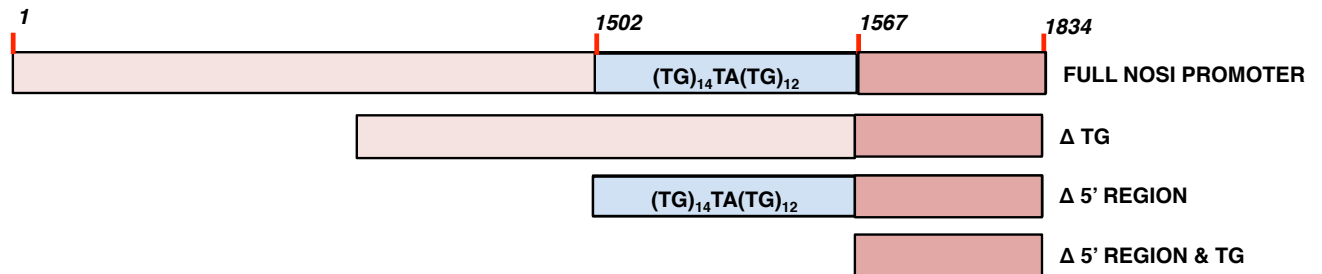 1 1502 1567 1834
(TG)14TA(TG)12 FULL NOSI PROMOTER
Δ TG
(TG)14TA(TG)12 Δ 5' REGION
Δ 5' REGION & TG